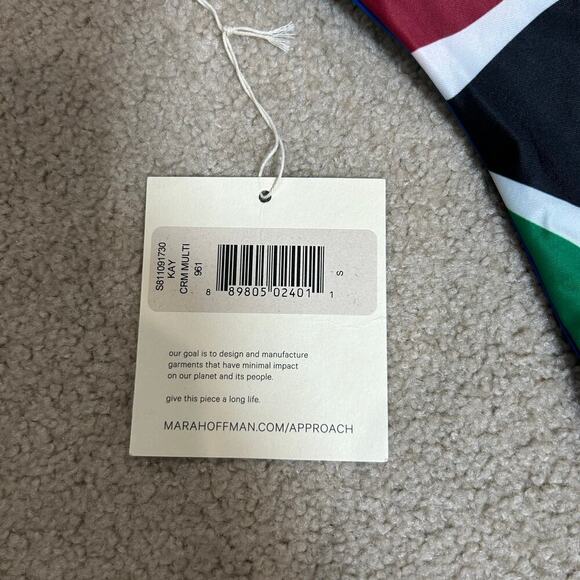 S811091730
KAY
CRM MULTI
961
8 89805 02401 1
S
our goal is to design and manufacture
garments that have minimal impact
on our planet and its people.
give this piece a long life.
MARAHOFFMAN.COM/APPROACH